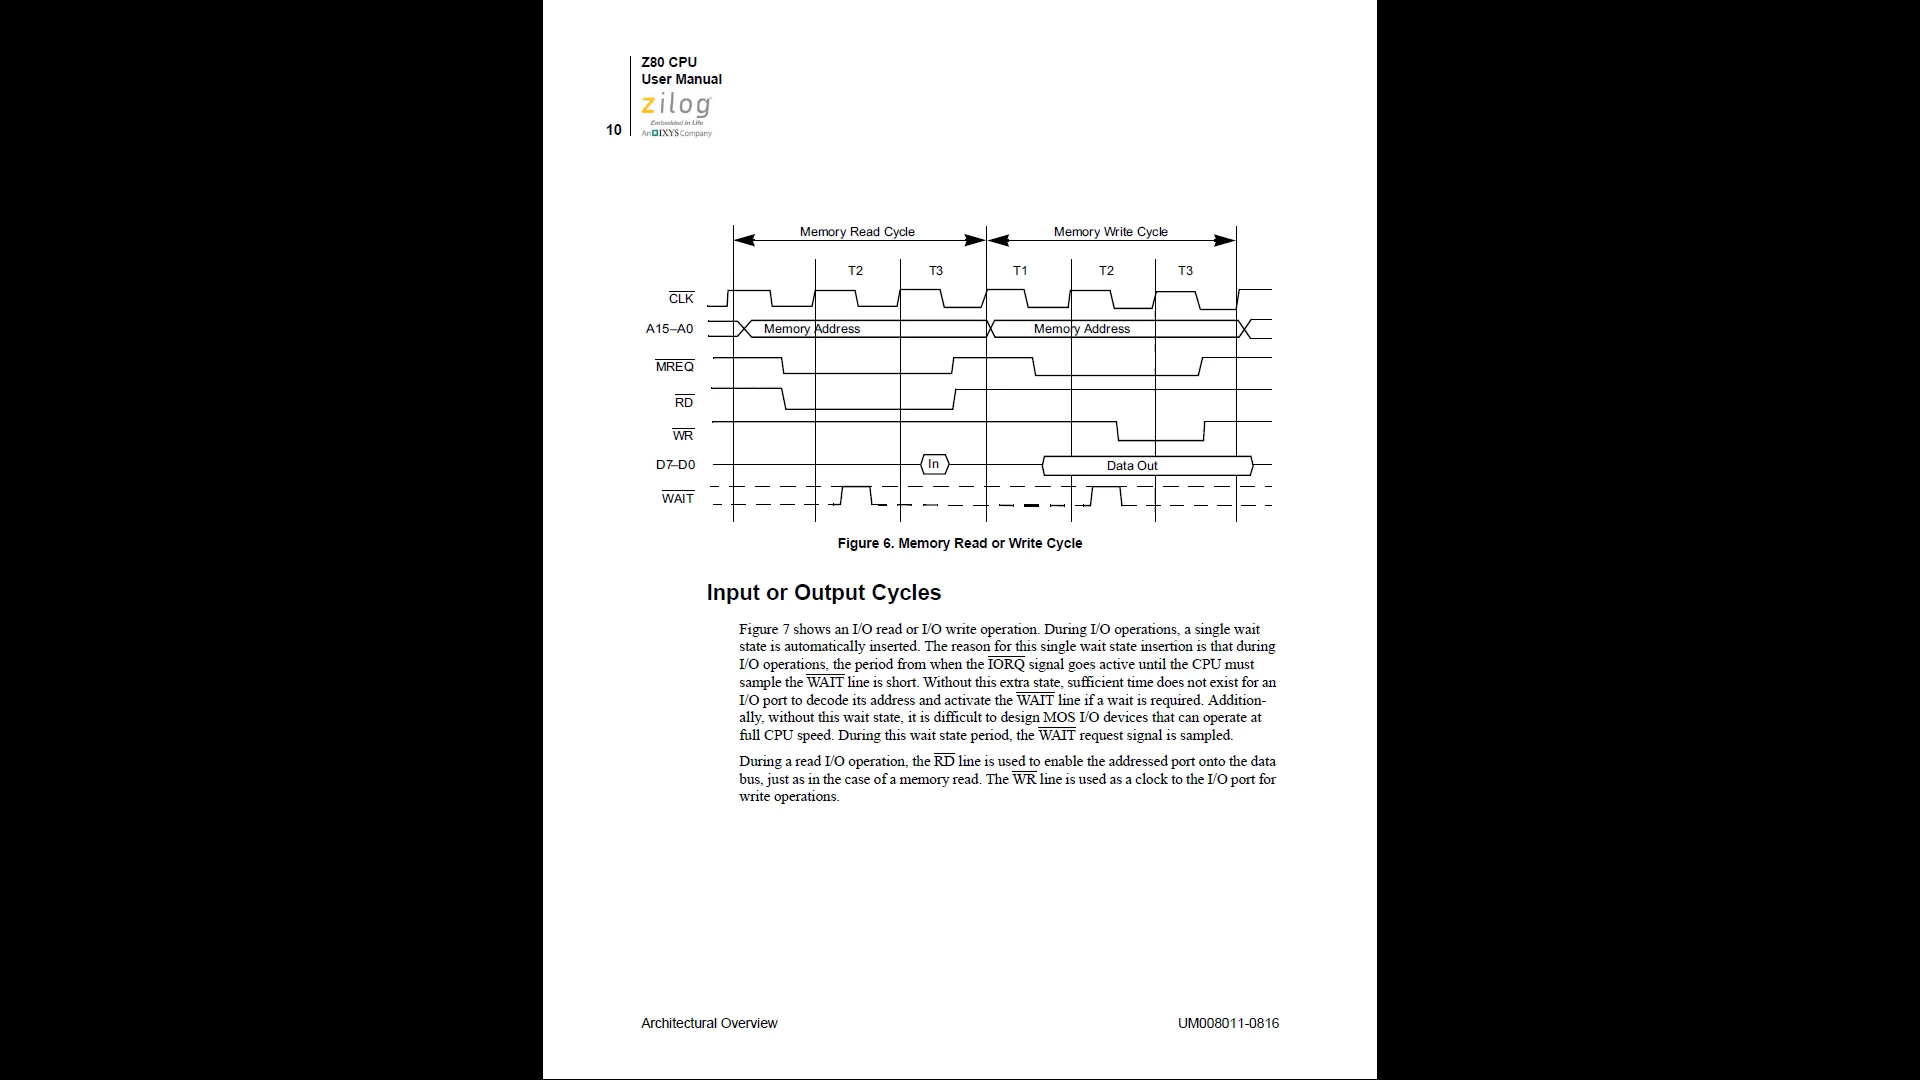 Z80 CPU
User Manual
zilog
Embedded in Life
An IXYS Company
10
Memory Read Cycle
Memory Write Cycle
T2
T3
T1
T2
T3
CLK
A15–A0
Memory Address
Memory Address
MREQ
RD
WR
D7–D0
In
Data Out
WAIT
Figure 6. Memory Read or Write Cycle
Input or Output Cycles
Figure 7 shows an I/O read or I/O write operation. During I/O operations, a single wait
state is automatically inserted. The reason for this single wait state insertion is that during
I/O operations, the period from when the IORQ signal goes active until the CPU must
sample the WAIT line is short. Without this extra state, sufficient time does not exist for an
I/O port to decode its address and activate the WAIT line if a wait is required. Addition-
ally, without this wait state, it is difficult to design MOS I/O devices that can operate at
full CPU speed. During this wait state period, the WAIT request signal is sampled.
During a read I/O operation, the RD line is used to enable the addressed port onto the data
bus, just as in the case of a memory read. The WR line is used as a clock to the I/O port for
write operations.
Architectural Overview
UM008011-0816